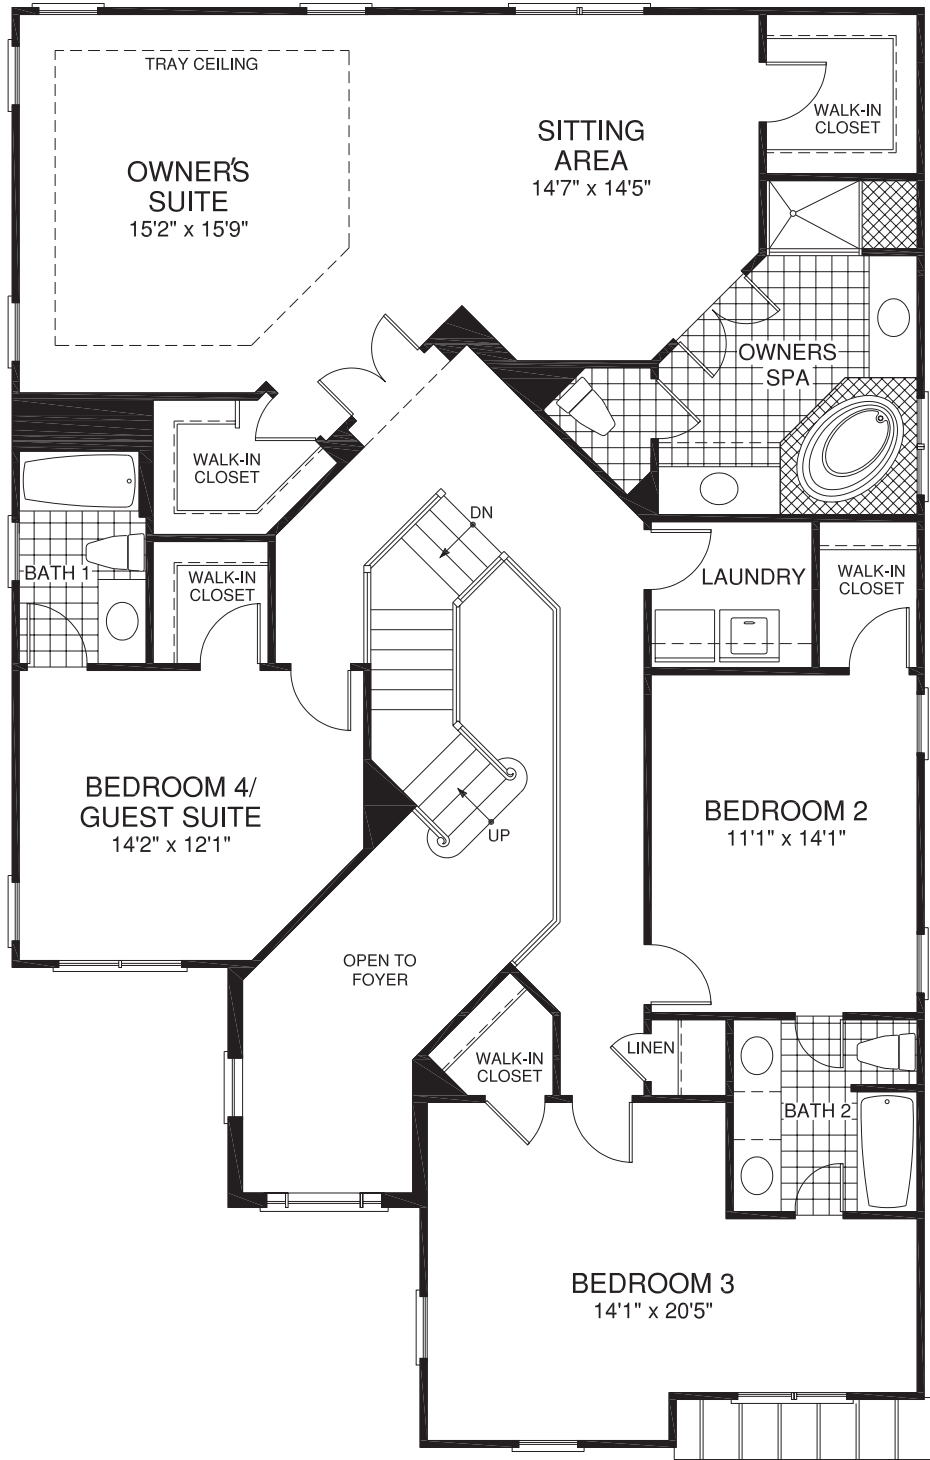 TRAY CEILING
OWNER'S
SUITE
15'2" x 15'9"
SITTING
AREA
14'7" x 14'5"
WALK-IN
CLOSET
OWNERS
SPA
WALK-IN
CLOSET
DN
BATH 1
WALK-IN
CLOSET
LAUNDRY
WALK-IN
CLOSET
BEDROOM 4/
GUEST SUITE
14'2" x 12'1"
UP
BEDROOM 2
11'1" x 14'1"
OPEN TO
FOYER
WALK-IN
CLOSET
LINEN
BATH 2
BEDROOM 3
14'1" x 20'5"